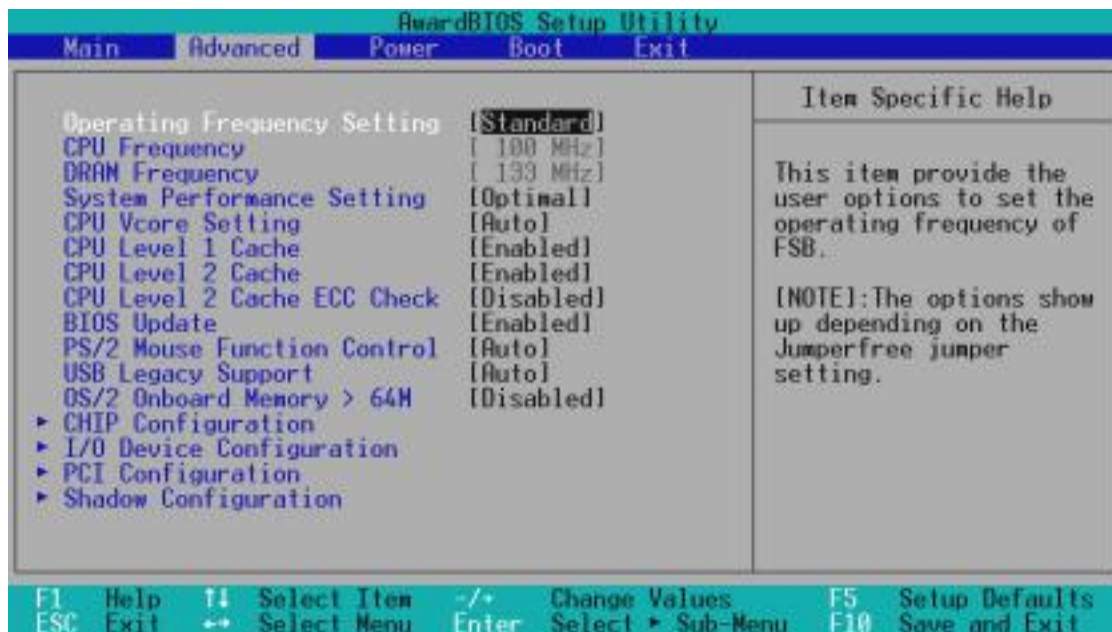 AwardBIOS Setup Utility
Main Advanced Power Boot Exit
Item Specific Help
Operating Frequency Setting [Standard]
CPU Frequency [ 100 MHz]
DRAM Frequency [ 133 MHz]
System Performance Setting [Optimal]
CPU Vcore Setting [Auto]
CPU Level 1 Cache [Enabled]
CPU Level 2 Cache [Enabled]
CPU Level 2 Cache ECC Check [Disabled]
BIOS Update [Enabled]
PS/2 Mouse Function Control [Auto]
USB Legacy Support [Auto]
OS/2 Onboard Memory > 64M [Disabled]
► CHIP Configuration
► I/O Device Configuration
► PCI Configuration
► Shadow Configuration
This item provide the
user options to set the
operating frequency of
FSB.
[NOTE]:The options show
up depending on the
Jumperfree jumper
setting.
F1 Help ↑↓ Select Item -/+ Change Values F5 Setup Defaults
ESC Exit ←→ Select Menu Enter Select ► Sub-Menu F10 Save and Exit